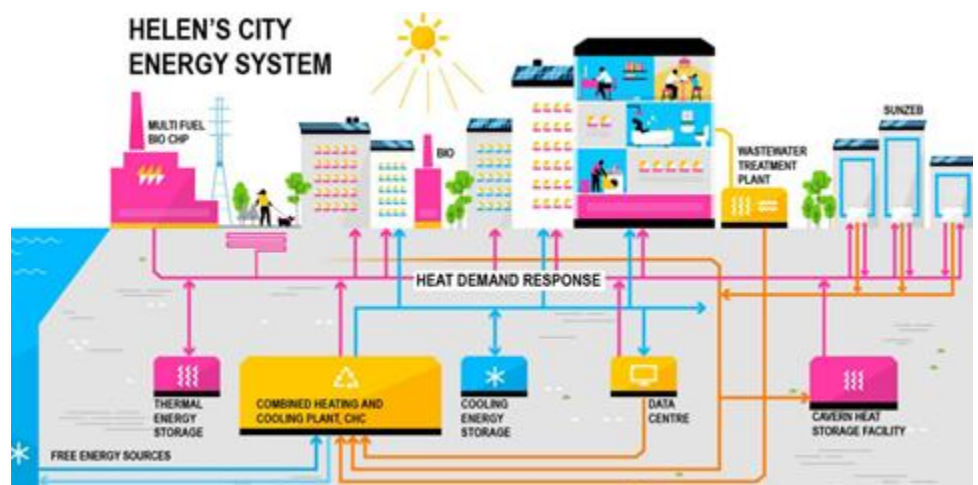 HELEN'S CITY
ENERGY SYSTEM
MULTI FUEL
BIO CHP
BIO
WASTEWATER
TREATMENT
PLANT
SUNZEB
HEAT DEMAND RESPONSE
THERMAL
ENERGY
STORAGE
COMBINED HEATING AND
COOLING PLANT, CHC
COOLING
ENERGY
STORAGE
DATA
CENTRE
CAVERN HEAT
STORAGE FACILITY
FREE ENERGY SOURCES